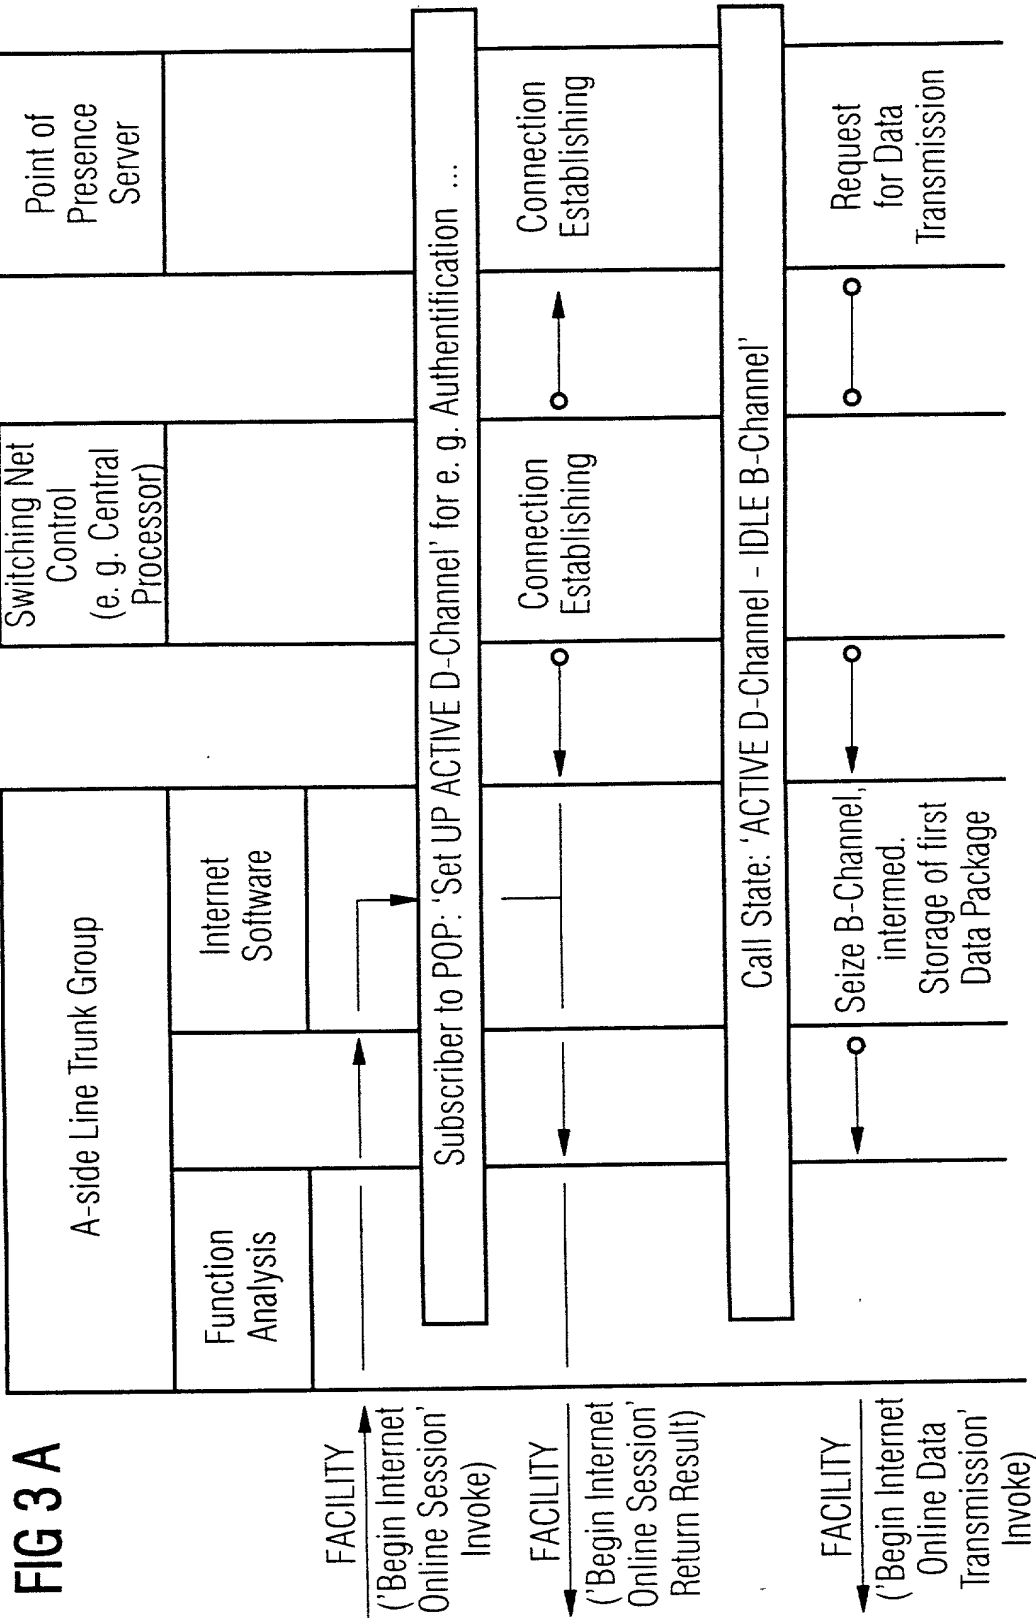 FIG 3 A
A-side Line Trunk Group
Function
Analysis
Internet
Software
Switching Net
Control
(e. g. Central
Processor)
Point of
Presence
Server
FACILITY
('Begin Internet
Online Session'
Invoke)
Subscriber to POP: 'Set UP ACTIVE D-Channel' for e. g. Authentification ...
FACILITY
('Begin Internet
Online Session'
Return Result)
Connection
Establishing
Connection
Establishing
Call State: 'ACTIVE D-Channel - IDLE B-Channel'
FACILITY
('Begin Internet
Online Data
Transmission'
Invoke)
Seize B-Channel,
intermed.
Storage of first
Data Package
Request
for Data
Transmission